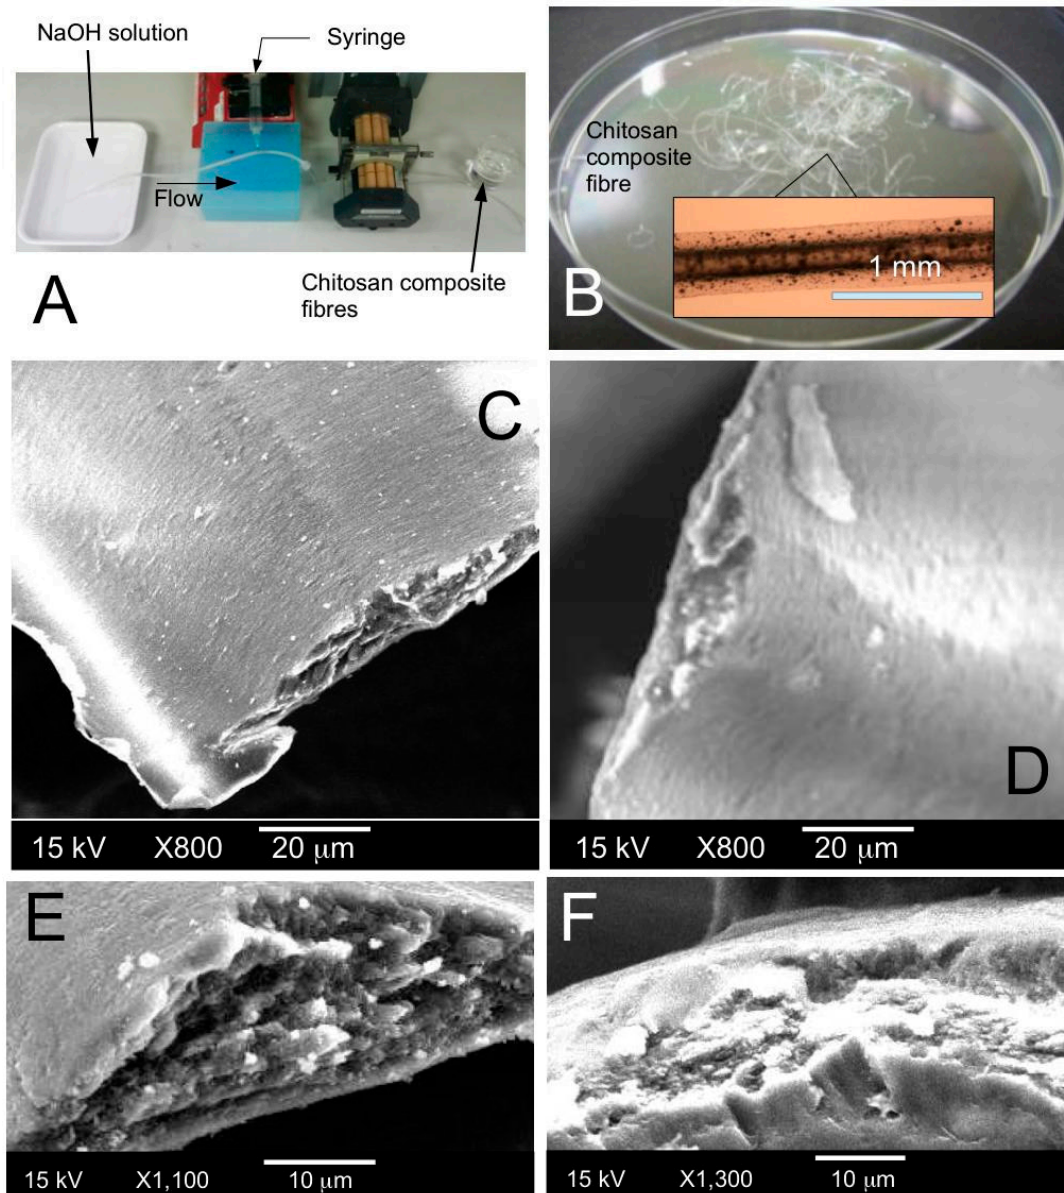 NaOH solution
Syringe
Flow
Chitosan composite
fibres
A
Chitosan
composite
fibre
1 mm
B
C
15 kV X800 20 μm
D
15 kV X800 20 μm
E
15 kV X1,100 10 μm
F
15 kV X1,300 10 μm